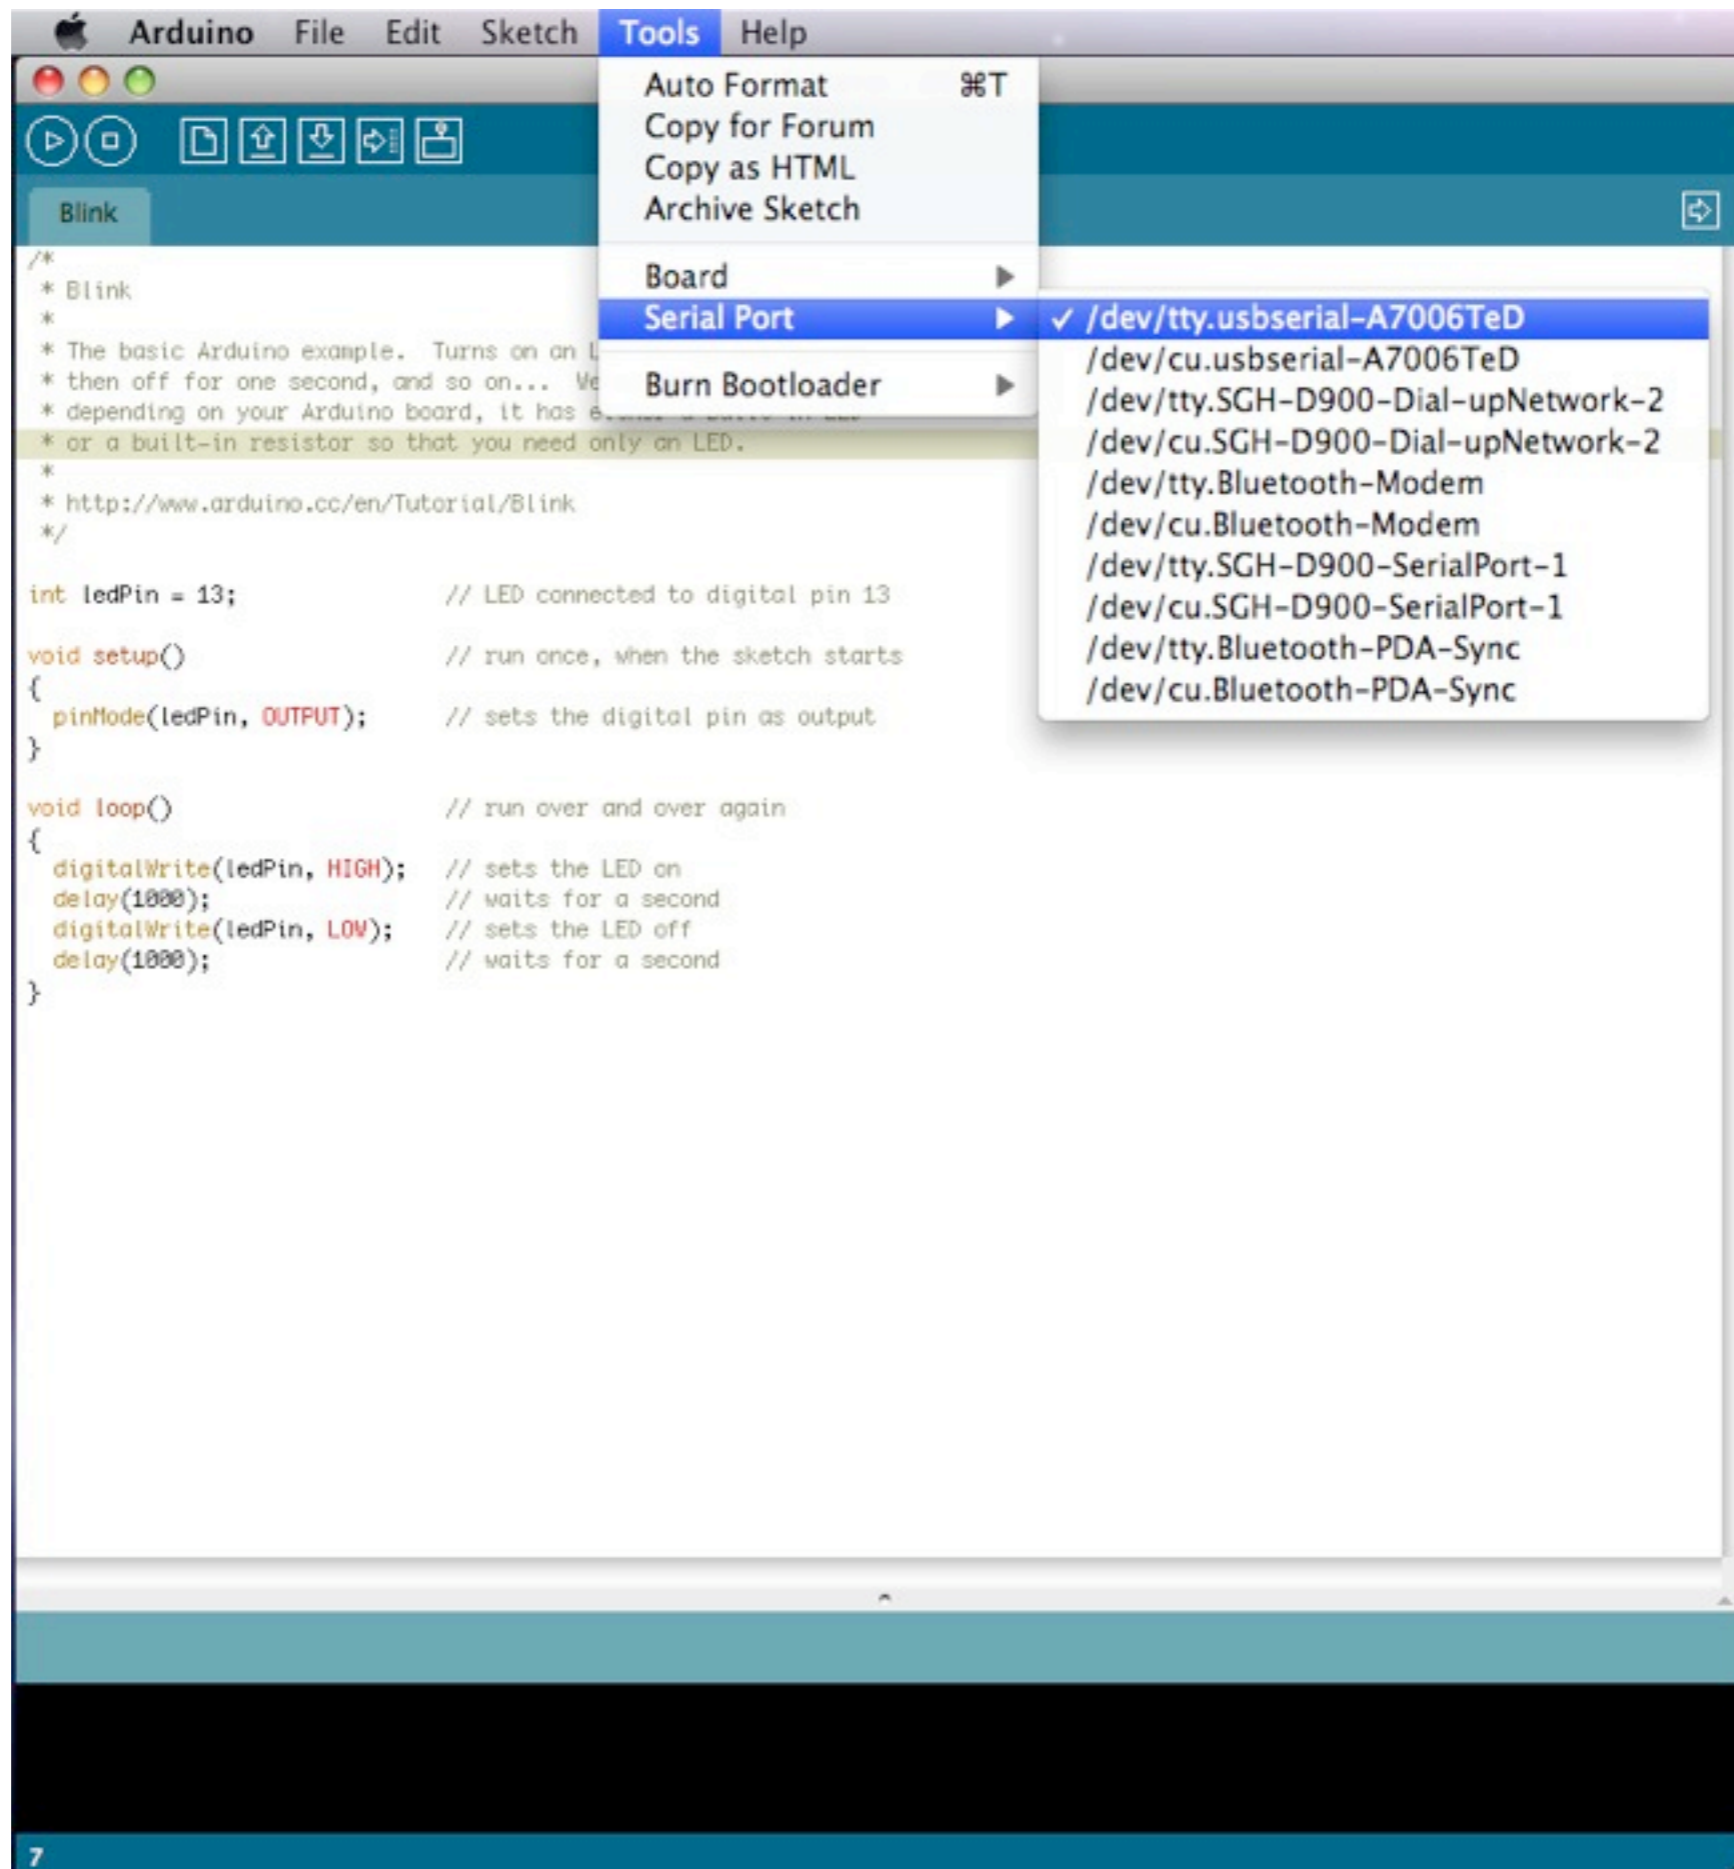 Arduino File Edit Sketch Tools Help
Auto Format ⌘T
Copy for Forum
Copy as HTML
Archive Sketch
Board
Serial Port
Burn Bootloader
✓ /dev/tty.usbserial-A7006TeD
/dev/cu.usbserial-A7006TeD
/dev/tty.SGH-D900-Dial-upNetwork-2
/dev/cu.SGH-D900-Dial-upNetwork-2
/dev/tty.Bluetooth-Modem
/dev/cu.Bluetooth-Modem
/dev/tty.SGH-D900-SerialPort-1
/dev/cu.SGH-D900-SerialPort-1
/dev/tty.Bluetooth-PDA-Sync
/dev/cu.Bluetooth-PDA-Sync
Blink
/*
 * Blink
 *
 * The basic Arduino example.  Turns on an
 * then off for one second, and so on...
 * depending on your Arduino board, it has
 * or a built-in resistor so that you need only an LED.
 *
 * http://www.arduino.cc/en/Tutorial/Blink
 */
int ledPin = 13;                // LED connected to digital pin 13
void setup()                    // run once, when the sketch starts
{
  pinMode(ledPin, OUTPUT);      // sets the digital pin as output
}
void loop()                     // run over and over again
{
  digitalWrite(ledPin, HIGH);   // sets the LED on
  delay(1000);                  // waits for a second
  digitalWrite(ledPin, LOW);    // sets the LED off
  delay(1000);                  // waits for a second
}
7